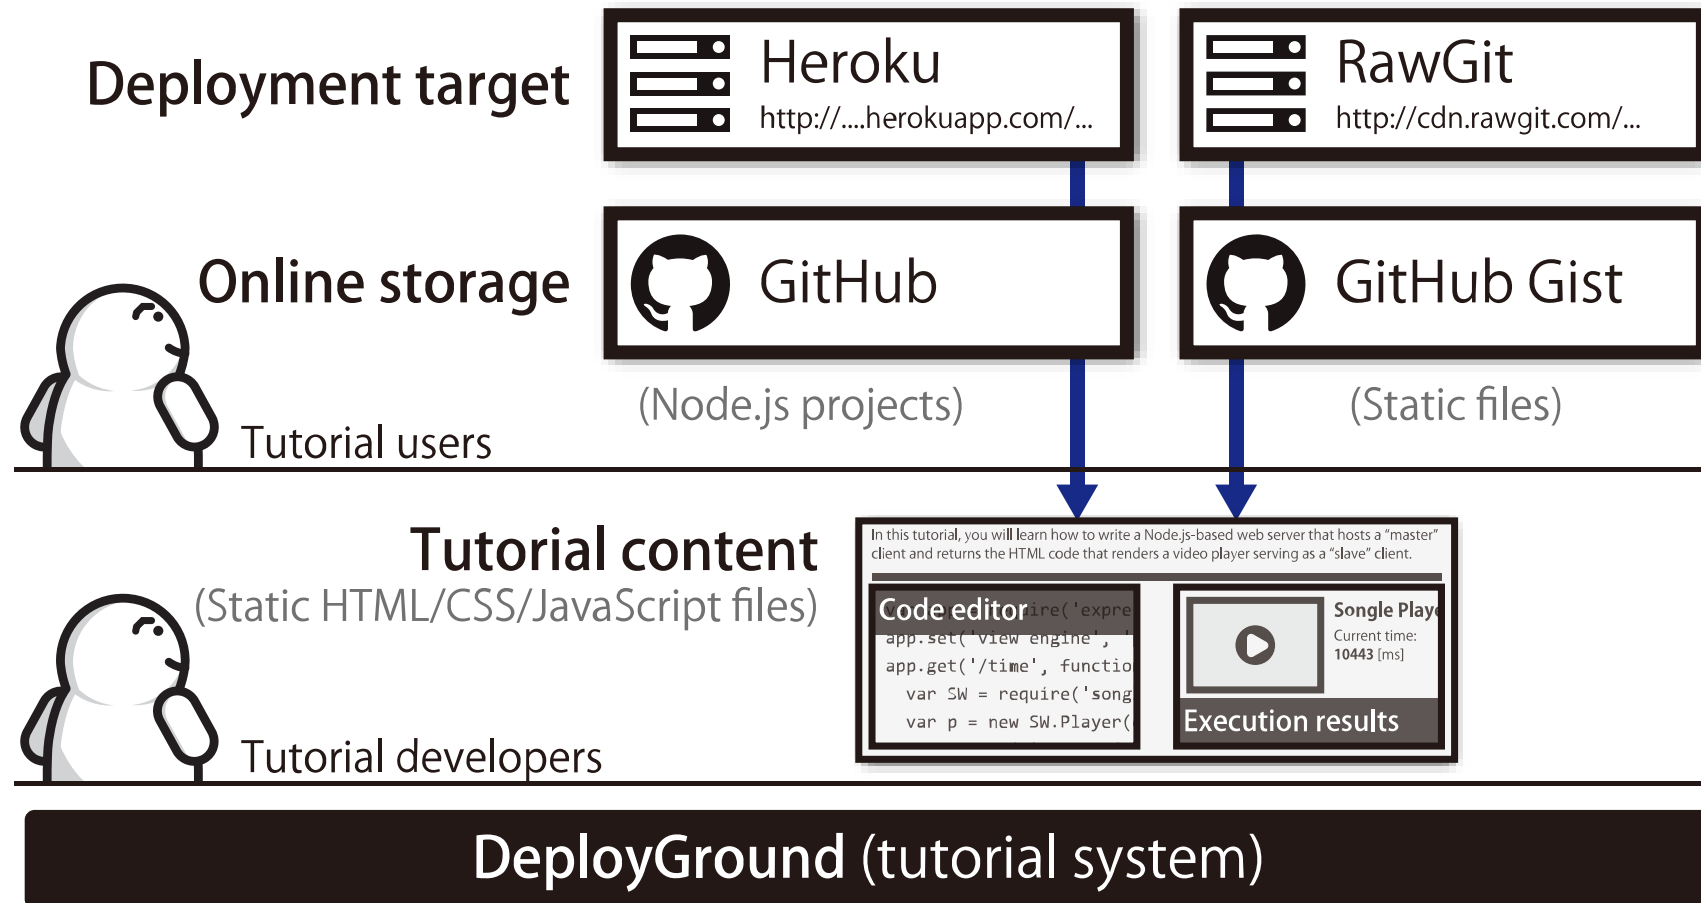 Deployment target
Heroku
http://....herokuapp.com/...
RawGit
http://cdn.rawgit.com/...
Online storage
GitHub
GitHub Gist
(Node.js projects)
(Static files)
Tutorial users
Tutorial content
(Static HTML/CSS/JavaScript files)
In this tutorial, you will learn how to write a Node.js-based web server that hosts a “master”
client and returns the HTML code that renders a video player serving as a “slave” client.
Code editor
app.set('view engine', '
app.get('/time', functio
var SW = require('song
var p = new SW.Player(
Songle Playe
Current time:
10443 [ms]
Execution results
Tutorial developers
DeployGround (tutorial system)